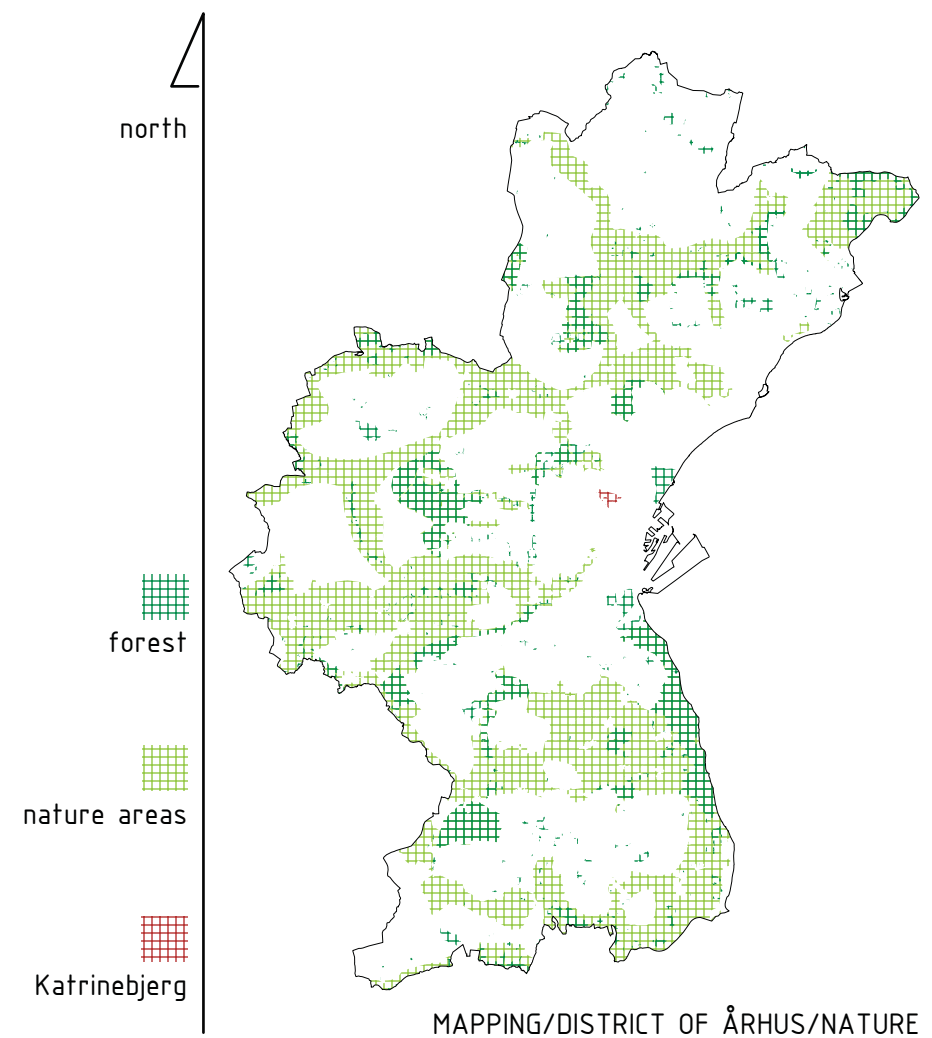 north
forest
nature areas
Katrinebjerg
MAPPING/DISTRICT OF ÅRHUS/NATURE